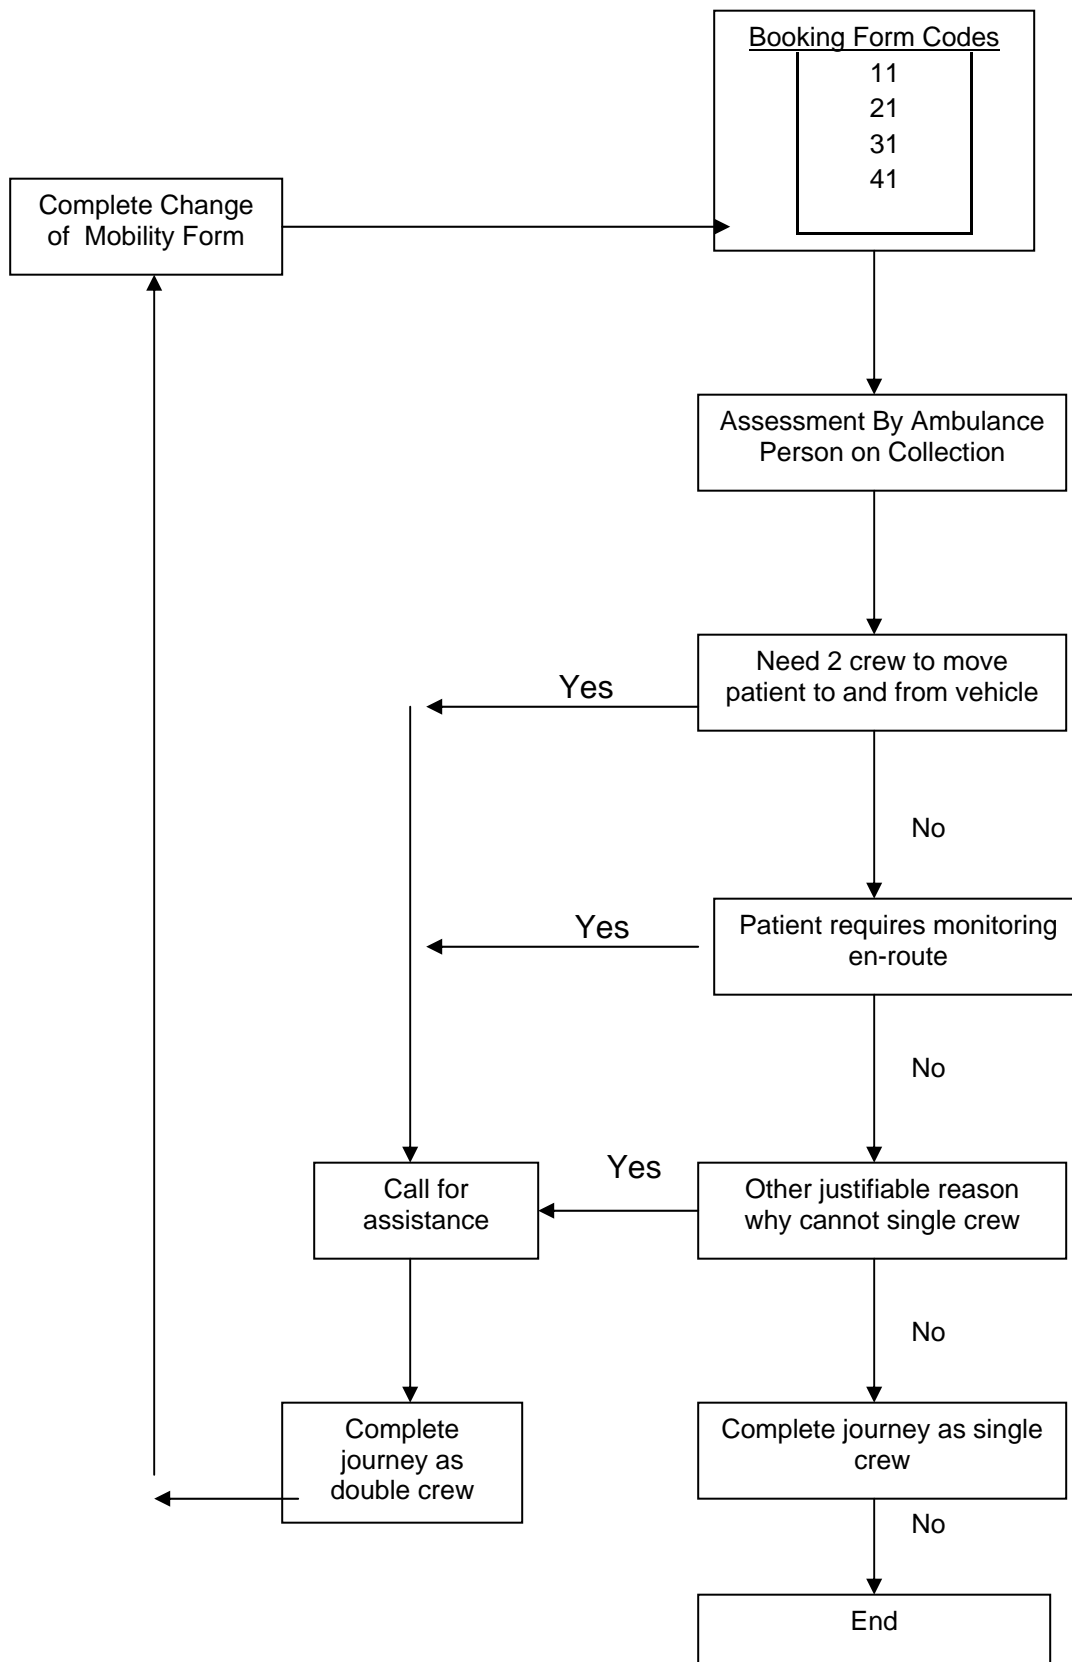 Booking Form Codes
11
21
31
41
Complete Change
of Mobility Form
Assessment By Ambulance
Person on Collection
Need 2 crew to move
patient to and from vehicle
Yes
No
Patient requires monitoring
en-route
Yes
No
Call for
assistance
Yes
Other justifiable reason
why cannot single crew
No
Complete
journey as
double crew
Complete journey as single
crew
No
End